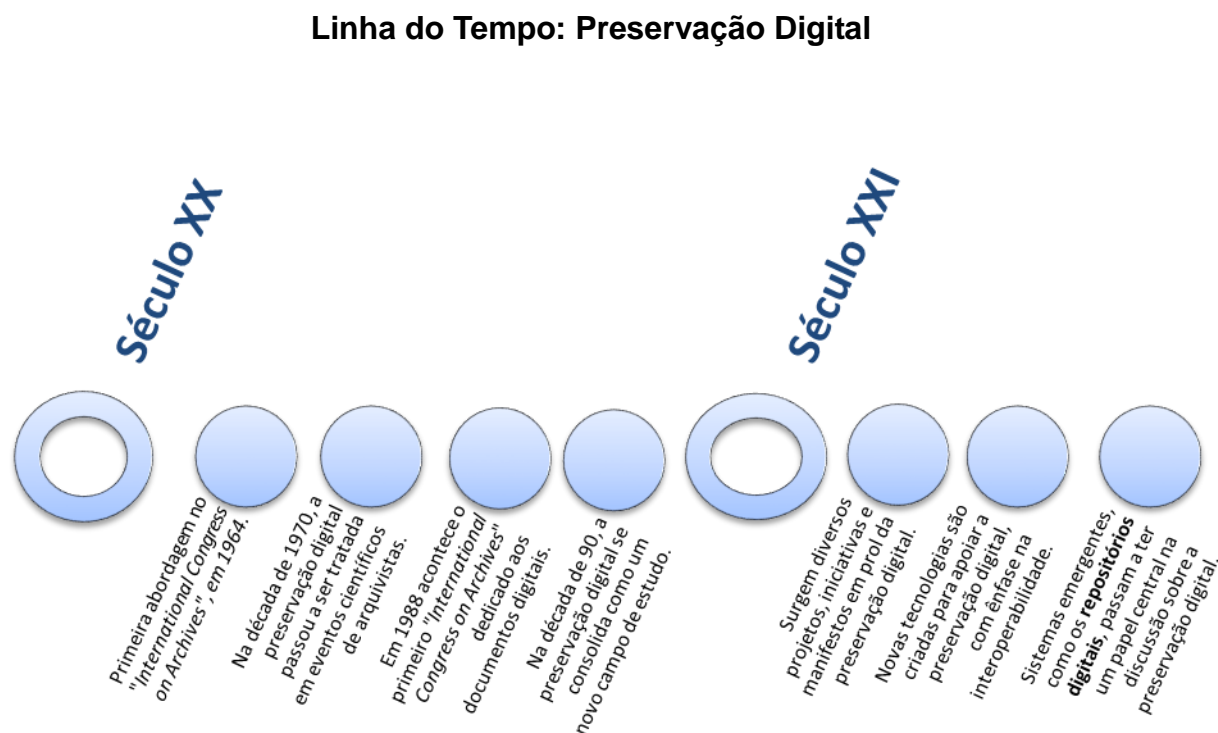 Linha do Tempo: Preservação Digital
Século XX
Primeira abordagem no
"International Congress
on Archives", em 1964.
Na década de 1970, a
preservação digital
passou a ser tratada
em eventos científicos
de arquivistas.
Em 1988 acontece o
primeiro "International
Congress on Archives"
dedicado aos
documentos digitais.
Na década de 90, a
preservação digital se
consolida como um
novo campo de estudo.
Século XXI
Surgem diversos
projetos, iniciativas e
manifestos em prol da
preservação digital.
Novas tecnologias são
criadas para apoiar a
preservação digital,
com ênfase na
interoperabilidade.
Sistemas emergentes,
como os repositórios
digitais, passam a ter
um papel central na
discussão sobre a
preservação digital.